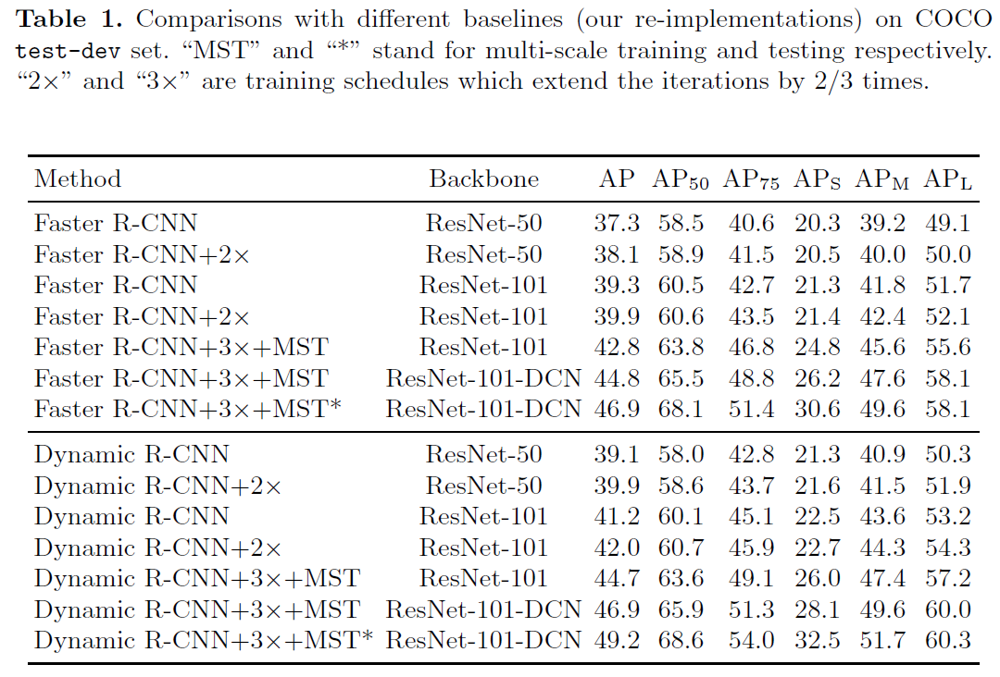 Table 1. Comparisons with different baselines (our re-implementations) on COCO
test-dev set. “MST” and “*” stand for multi-scale training and testing respectively.
“2×” and “3×” are training schedules which extend the iterations by 2/3 times.
Method Backbone AP AP50 AP75 APS APM APL
Faster R-CNN ResNet-50 37.3 58.5 40.6 20.3 39.2 49.1
Faster R-CNN+2× ResNet-50 38.1 58.9 41.5 20.5 40.0 50.0
Faster R-CNN ResNet-101 39.3 60.5 42.7 21.3 41.8 51.7
Faster R-CNN+2× ResNet-101 39.9 60.6 43.5 21.4 42.4 52.1
Faster R-CNN+3×+MST ResNet-101 42.8 63.8 46.8 24.8 45.6 55.6
Faster R-CNN+3×+MST ResNet-101-DCN 44.8 65.5 48.8 26.2 47.6 58.1
Faster R-CNN+3×+MST* ResNet-101-DCN 46.9 68.1 51.4 30.6 49.6 58.1
Dynamic R-CNN ResNet-50 39.1 58.0 42.8 21.3 40.9 50.3
Dynamic R-CNN+2× ResNet-50 39.9 58.6 43.7 21.6 41.5 51.9
Dynamic R-CNN ResNet-101 41.2 60.1 45.1 22.5 43.6 53.2
Dynamic R-CNN+2× ResNet-101 42.0 60.7 45.9 22.7 44.3 54.3
Dynamic R-CNN+3×+MST ResNet-101 44.7 63.6 49.1 26.0 47.4 57.2
Dynamic R-CNN+3×+MST ResNet-101-DCN 46.9 65.9 51.3 28.1 49.6 60.0
Dynamic R-CNN+3×+MST* ResNet-101-DCN 49.2 68.6 54.0 32.5 51.7 60.3